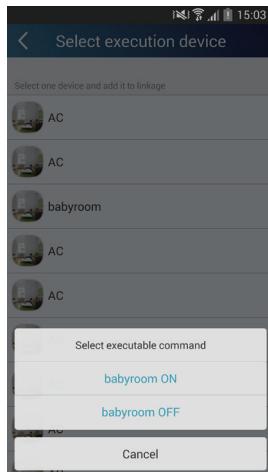 15:03
Select execution device
Select one device and add it to linkage
AC
AC
babyroom
AC
AC
Select executable command
babyroom ON
babyroom OFF
AC
Cancel